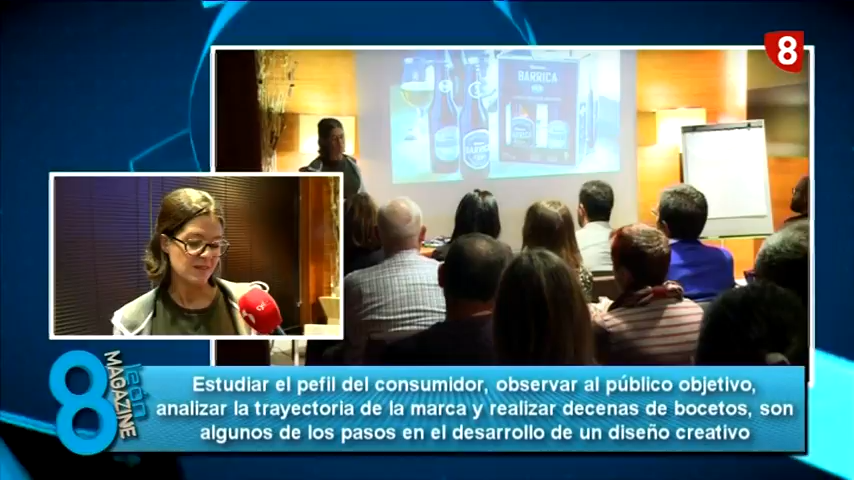 8
BARRICA
BARRICA
8 león
MAGAZINE
Estudiar el pefil del consumidor, observar al público objetivo,
analizar la trayectoria de la marca y realizar decenas de bocetos, son
algunos de los pasos en el desarrollo de un diseño creativo